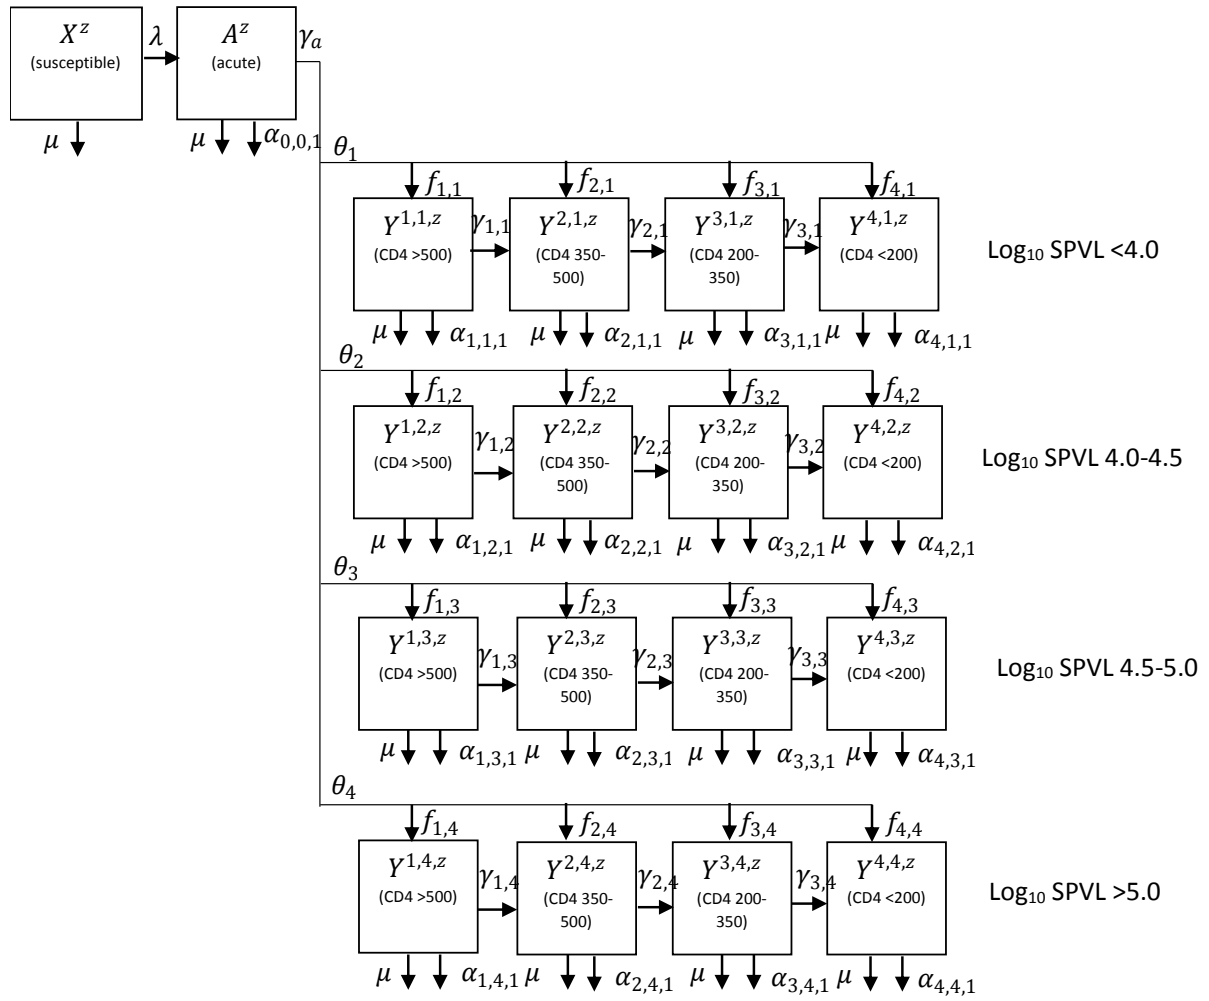 X^z
(susceptible)
λ
A^z
(acute)
γ_a
μ
μ
α_{0,0,1}
θ_1
f_{1,1}
f_{2,1}
f_{3,1}
f_{4,1}
Y^{1,1,z}
(CD4 >500)
γ_{1,1}
Y^{2,1,z}
(CD4 350-
500)
γ_{2,1}
Y^{3,1,z}
(CD4 200-
350)
γ_{3,1}
Y^{4,1,z}
(CD4 <200)
Log₁₀ SPVL <4.0
μ
α_{1,1,1}
μ
α_{2,1,1}
μ
α_{3,1,1}
μ
α_{4,1,1}
θ_2
f_{1,2}
f_{2,2}
f_{3,2}
f_{4,2}
Y^{1,2,z}
(CD4 >500)
γ_{1,2}
Y^{2,2,z}
(CD4 350-
500)
γ_{2,2}
Y^{3,2,z}
(CD4 200-
350)
γ_{3,2}
Y^{4,2,z}
(CD4 <200)
Log₁₀ SPVL 4.0-4.5
μ
α_{1,2,1}
μ
α_{2,2,1}
μ
α_{3,2,1}
μ
α_{4,2,1}
θ_3
f_{1,3}
f_{2,3}
f_{3,3}
f_{4,3}
Y^{1,3,z}
(CD4 >500)
γ_{1,3}
Y^{2,3,z}
(CD4 350-
500)
γ_{2,3}
Y^{3,3,z}
(CD4 200-
350)
γ_{3,3}
Y^{4,3,z}
(CD4 <200)
Log₁₀ SPVL 4.5-5.0
μ
α_{1,3,1}
μ
α_{2,3,1}
μ
α_{3,3,1}
μ
α_{4,3,1}
θ_4
f_{1,4}
f_{2,4}
f_{3,4}
f_{4,4}
Y^{1,4,z}
(CD4 >500)
γ_{1,4}
Y^{2,4,z}
(CD4 350-
500)
γ_{2,4}
Y^{3,4,z}
(CD4 200-
350)
γ_{3,4}
Y^{4,4,z}
(CD4 <200)
Log₁₀ SPVL >5.0
μ
α_{1,4,1}
μ
α_{2,4,1}
μ
α_{3,4,1}
μ
α_{4,4,1}